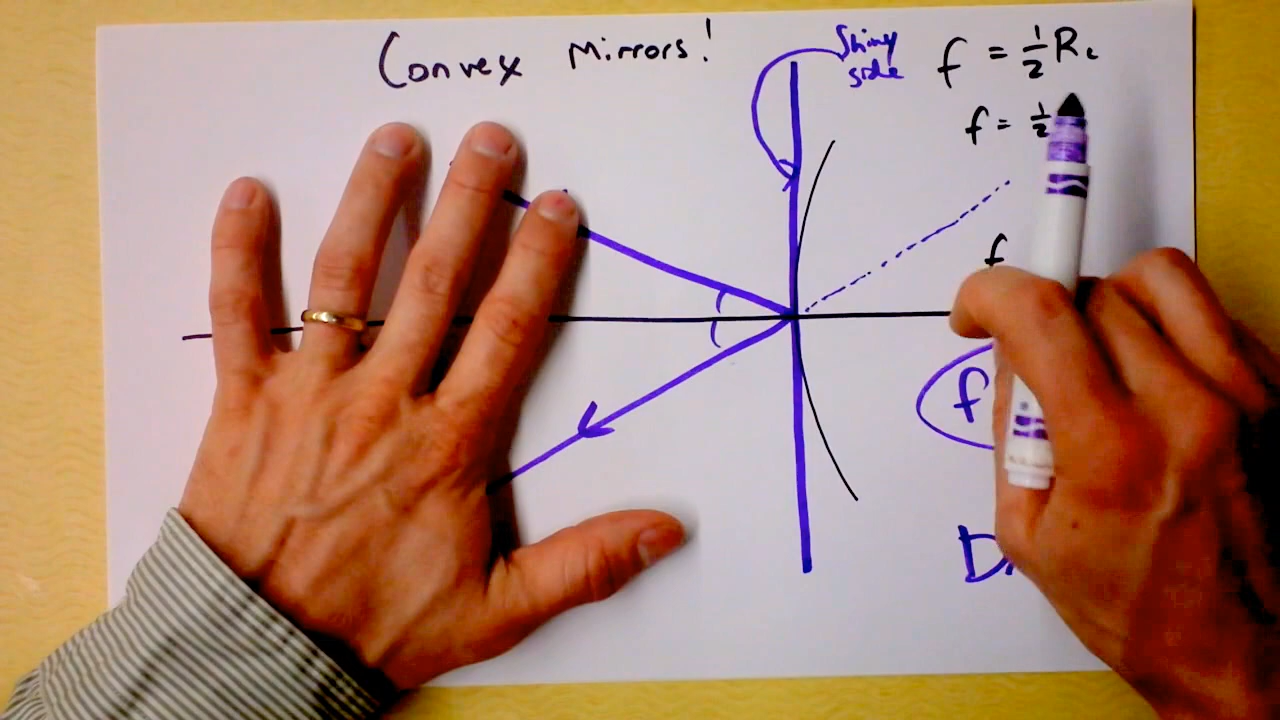 Convex Mirrors!
Shiny
side
f = ½ Rc
f = ½
f
f